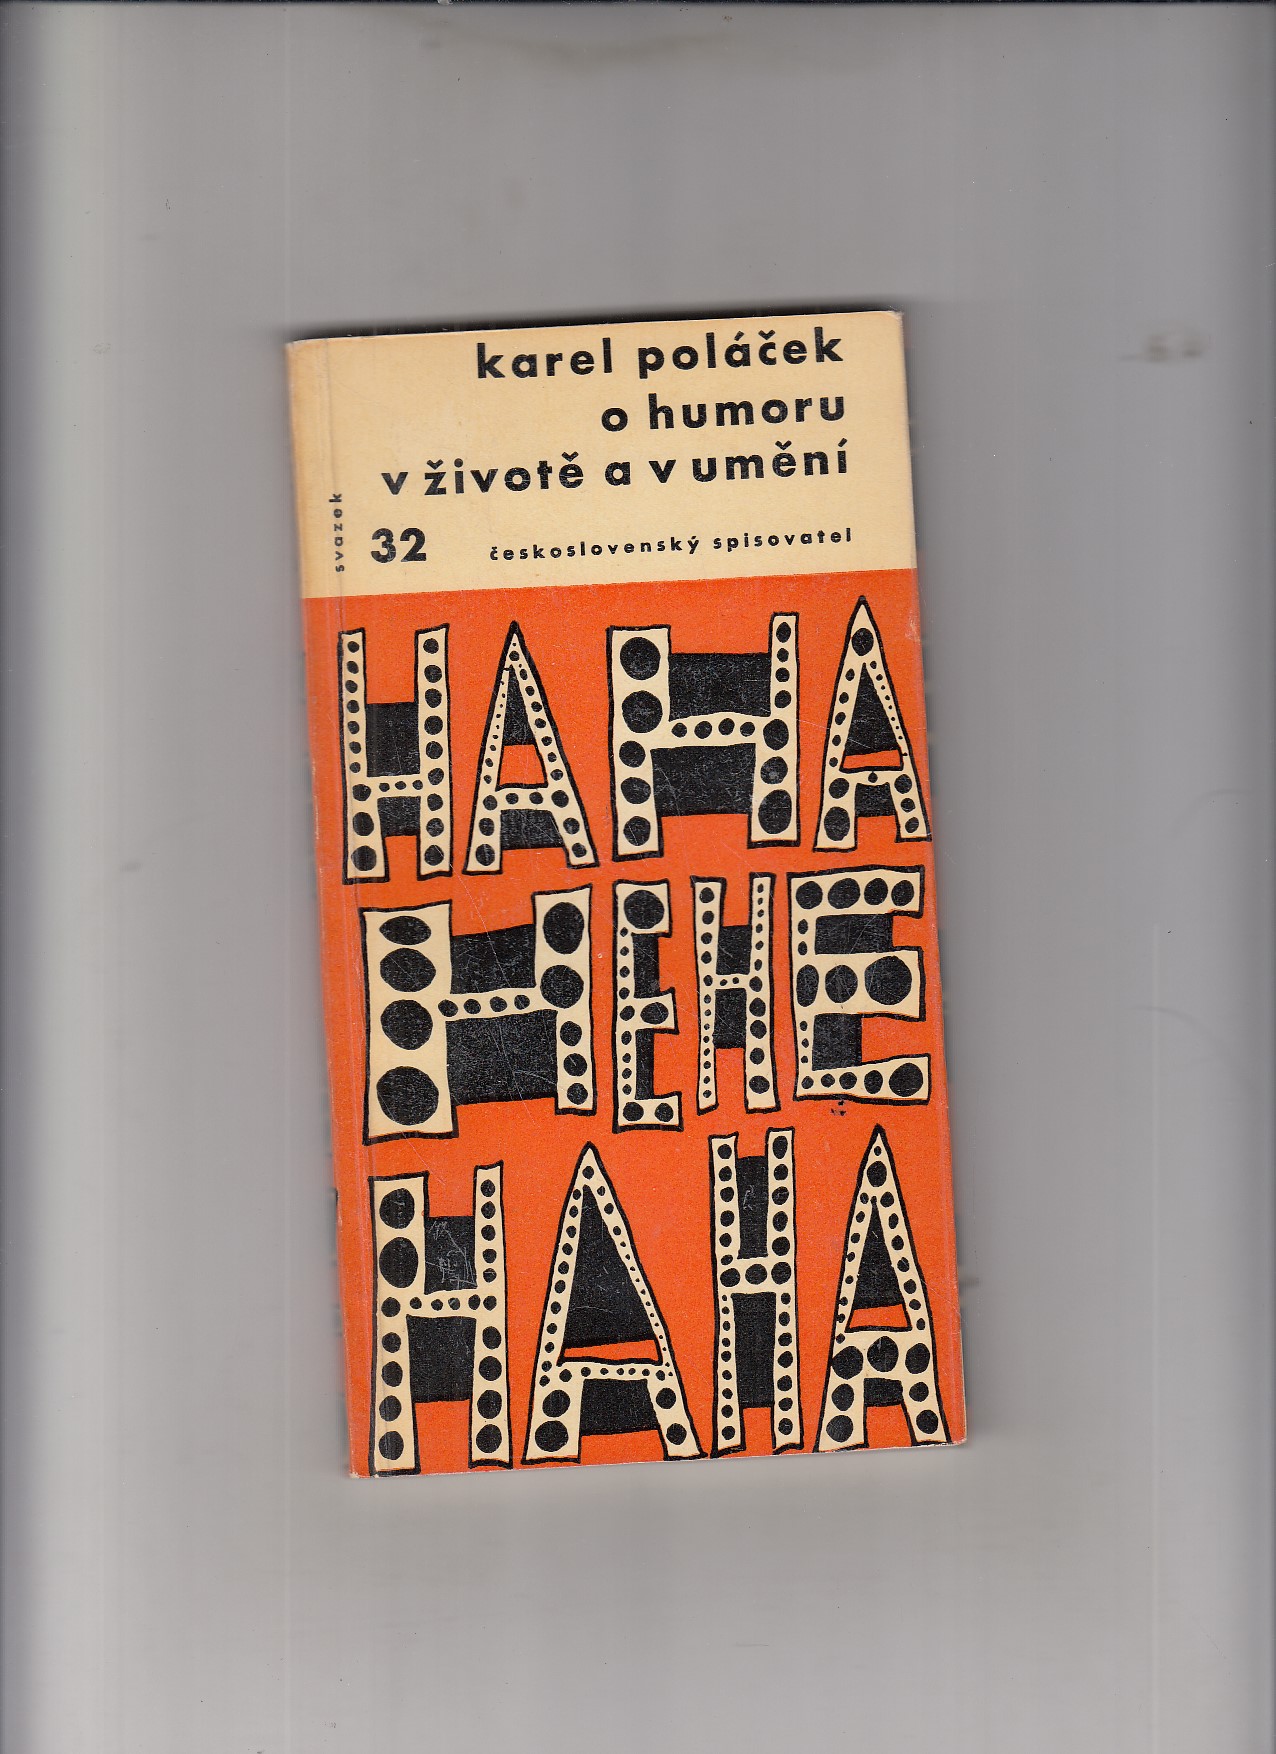 karel poláček
o humoru
v životě a v umění
svazek
32 československý spisovatel
HAHA
HEHE
HAHA